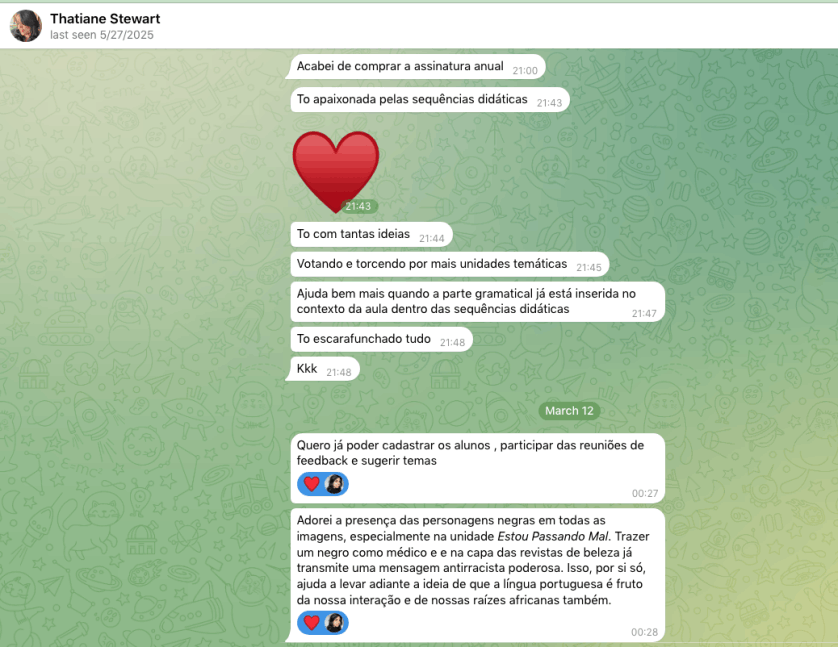 Thatiane Stewart
last seen 5/27/2025
Acabei de comprar a assinatura anual 21:00
To apaixonada pelas sequências didáticas 21:43
21:43
To com tantas ideias 21:44
Votando e torcendo por mais unidades temáticas 21:45
Ajuda bem mais quando a parte gramatical já está inserida no
contexto da aula dentro das sequências didáticas 21:47
To escarafunchado tudo 21:48
Kkk 21:48
March 12
Quero já poder cadastrar os alunos , participar das reuniões de
feedback e sugerir temas
00:27
Adorei a presença das personagens negras em todas as
imagens, especialmente na unidade Estou Passando Mal. Trazer
um negro como médico e e na capa das revistas de beleza já
transmite uma mensagem antirracista poderosa. Isso, por si só,
ajuda a levar adiante a ideia de que a língua portuguesa é fruto
da nossa interação e de nossas raízes africanas também.
00:28